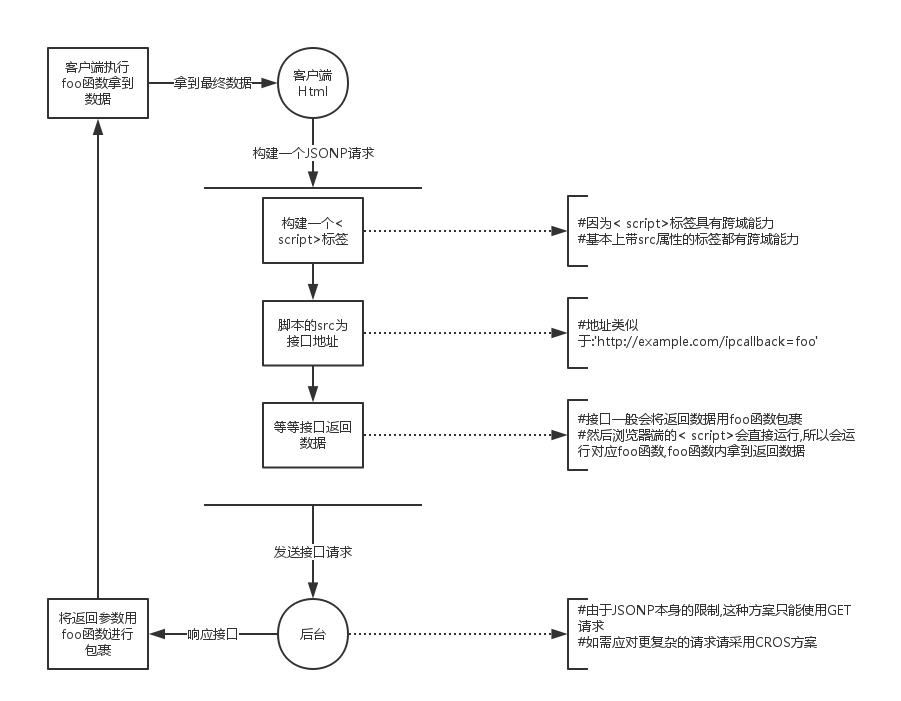 客户端执行
foo函数拿到
数据
拿到最终数据
客户端
Html
构建一个JSONP请求
构建一个<
script>标签
#因为< script>标签具有跨域能力
#基本上带src属性的标签都有跨域能力
脚本的src为
接口地址
#地址类似
于:'http://example.com/ipcallback=foo'
等等接口返回
数据
#接口一般会将返回数据用foo函数包裹
#然后浏览器端的< script>会直接运行,所以会运
行对应foo函数,foo函数内拿到返回数据
发送接口请求
将返回参数用
foo函数进行
包裹
响应接口
后台
#由于JSONP本身的限制,这种方案只能使用GET
请求
#如需应对更复杂的请求请采用CROS方案